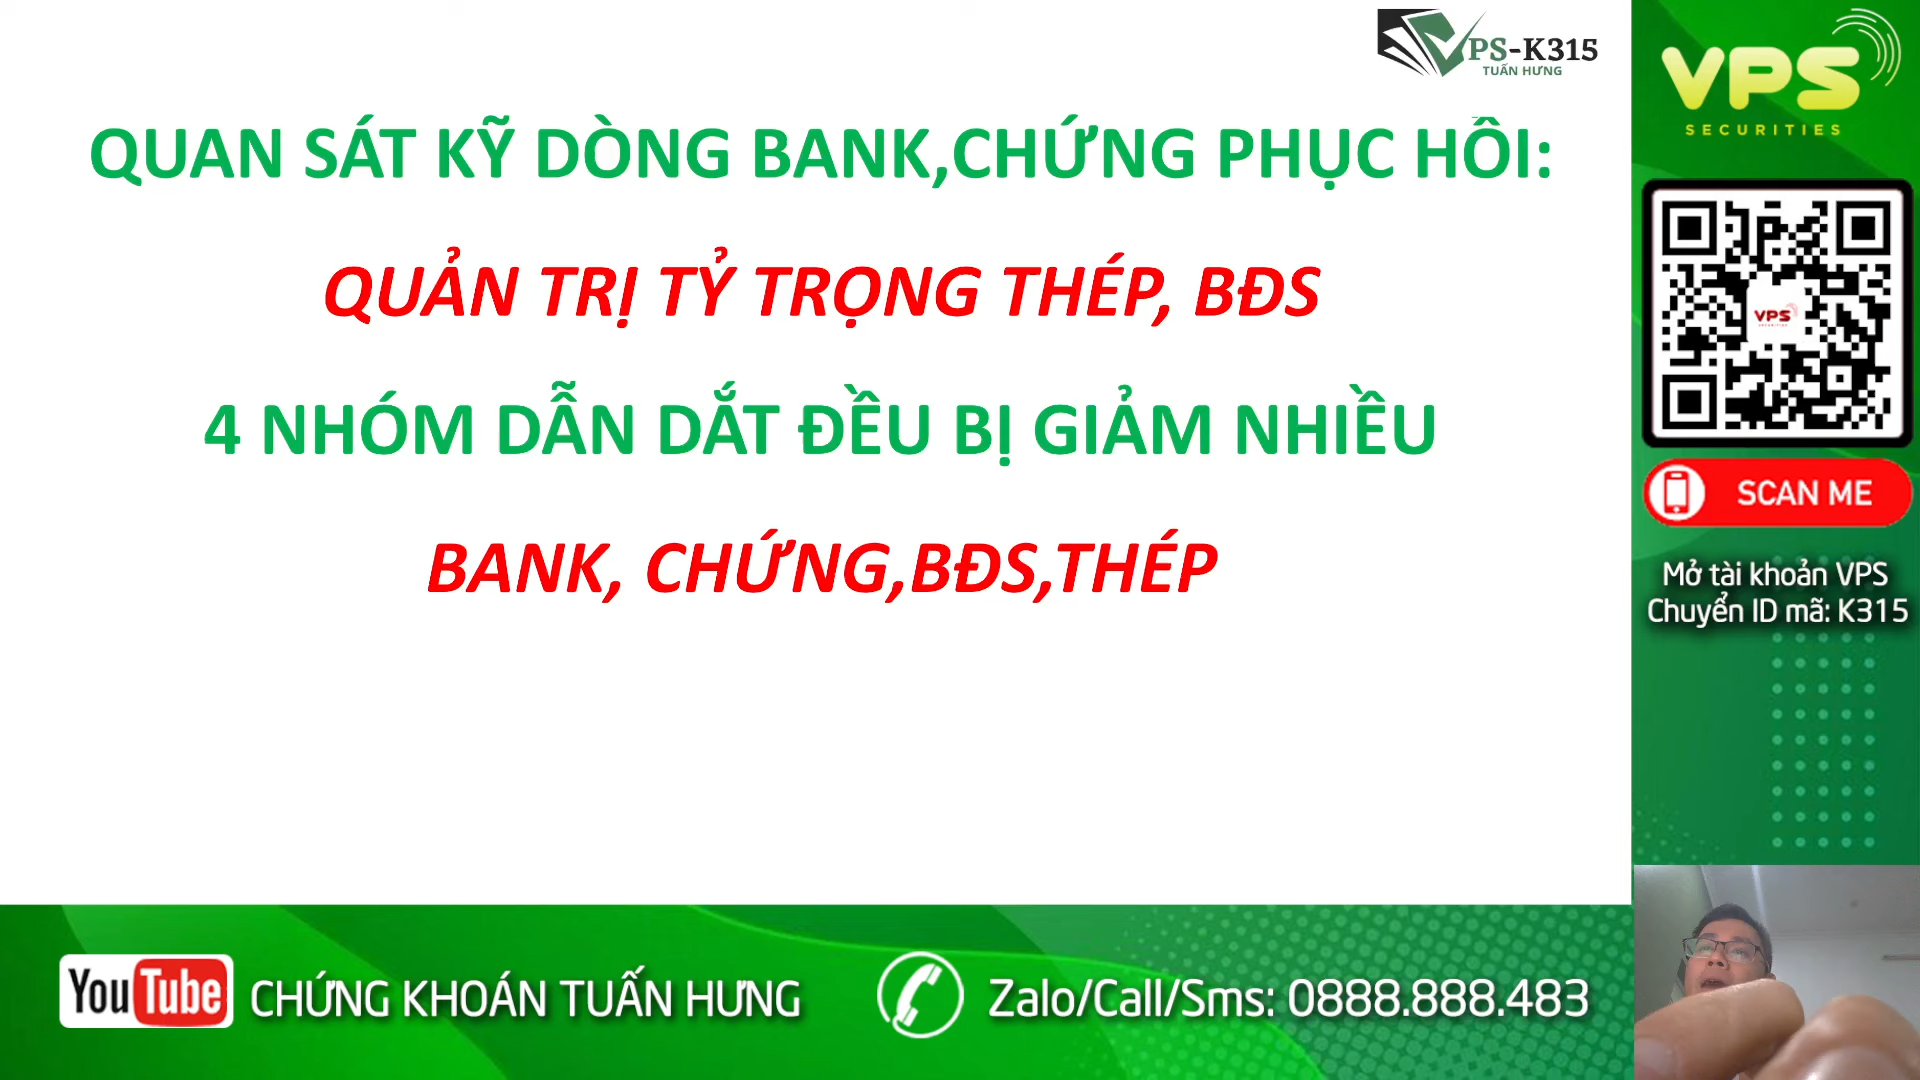 PS-K315
TUẤN HƯNG
QUAN SÁT KỸ DÒNG BANK,CHỨNG PHỤC HỒI:
QUẢN TRỊ TỶ TRỌNG THÉP, BĐS
4 NHÓM DẪN DẮT ĐỀU BỊ GIẢM NHIỀU
BANK, CHỨNG,BĐS,THÉP
VPS
SECURITIES
VPS
SCAN ME
Mở tài khoản VPS
Chuyển ID mã: K315
YouTube CHỨNG KHOÁN TUẤN HƯNG
Zalo/Call/Sms: 0888.888.483